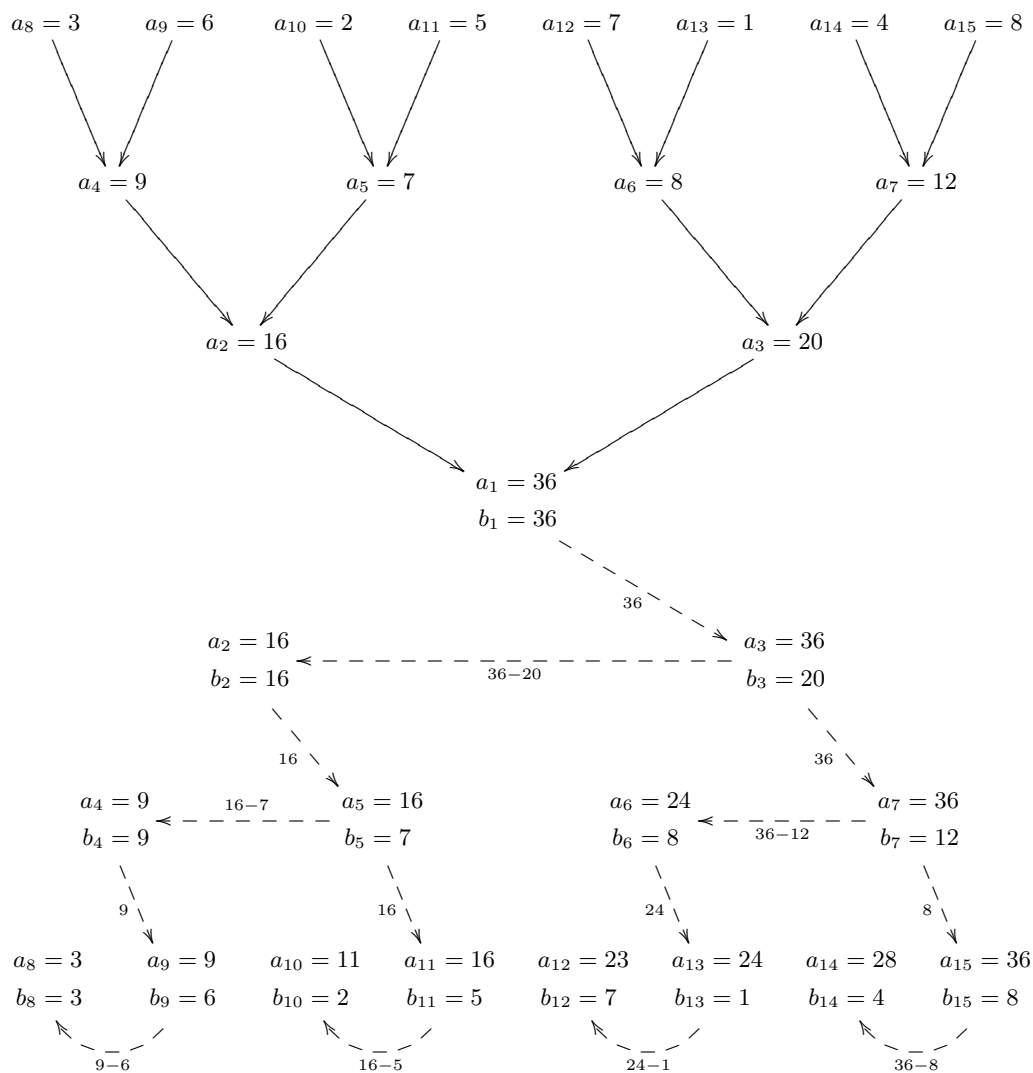 a₈ = 3 a₉ = 6 a₁₀ = 2 a₁₁ = 5 a₁₂ = 7 a₁₃ = 1 a₁₄ = 4 a₁₅ = 8
a₄ = 9 a₅ = 7 a₆ = 8 a₇ = 12
a₂ = 16 a₃ = 20
a₁ = 36
b₁ = 36
36
a₂ = 16 a₃ = 36
36−20
b₂ = 16 b₃ = 20
16 36
a₄ = 9 16−7 a₅ = 16 a₆ = 24 a₇ = 36
b₄ = 9 b₅ = 7 b₆ = 8 36−12 b₇ = 12
9 16 24 8
a₈ = 3 a₉ = 9 a₁₀ = 11 a₁₁ = 16 a₁₂ = 23 a₁₃ = 24 a₁₄ = 28 a₁₅ = 36
b₈ = 3 b₉ = 6 b₁₀ = 2 b₁₁ = 5 b₁₂ = 7 b₁₃ = 1 b₁₄ = 4 b₁₅ = 8
9−6 16−5 24−1 36−8